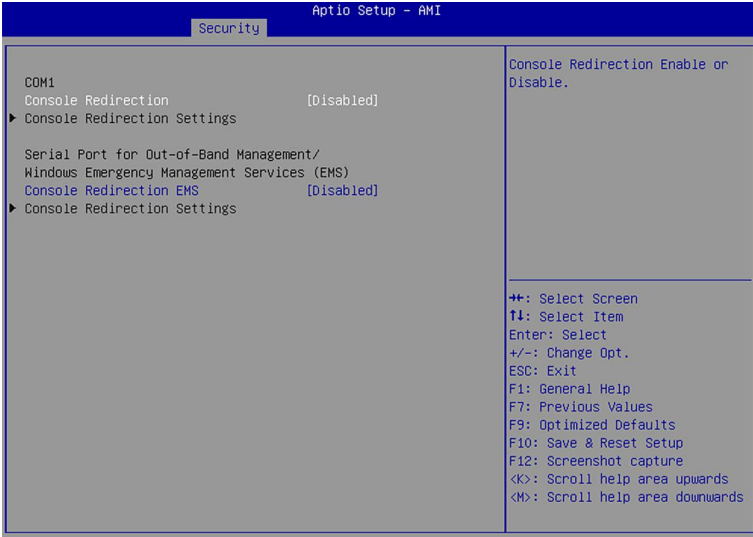 Aptio Setup – AMI
Security
COM1
Console Redirection [Disabled]
▶ Console Redirection Settings
Serial Port for Out-of-Band Management/
Windows Emergency Management Services (EMS)
Console Redirection EMS [Disabled]
▶ Console Redirection Settings
Console Redirection Enable or
Disable.
→←: Select Screen
↑↓: Select Item
Enter: Select
+/-: Change Opt.
ESC: Exit
F1: General Help
F7: Previous Values
F9: Optimized Defaults
F10: Save & Reset Setup
F12: Screenshot capture
<K>: Scroll help area upwards
<M>: Scroll help area downwards